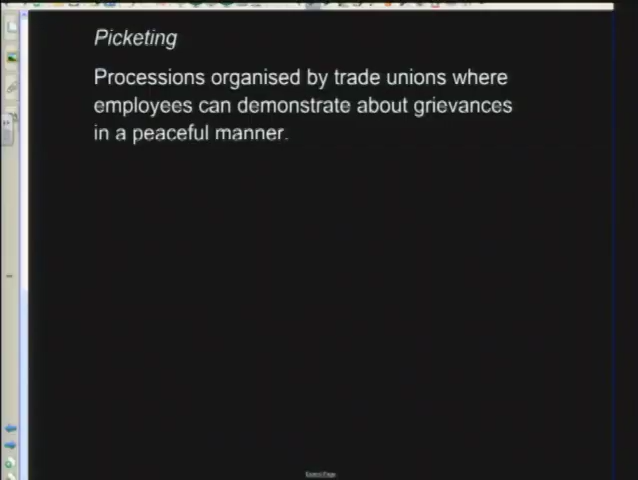 Picketing
Processions organised by trade unions where
employees can demonstrate about grievances
in a peaceful manner.